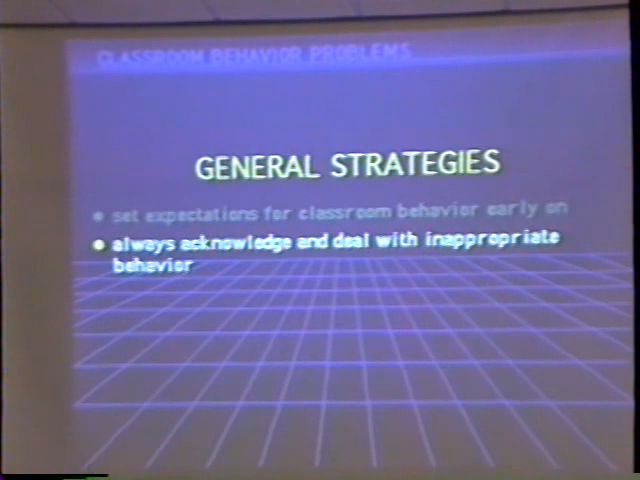 CLASSROOM BEHAVIOR PROBLEMS
GENERAL STRATEGIES
• set expectations for classroom behavior early on
• always acknowledge and deal with inappropriate
behavior